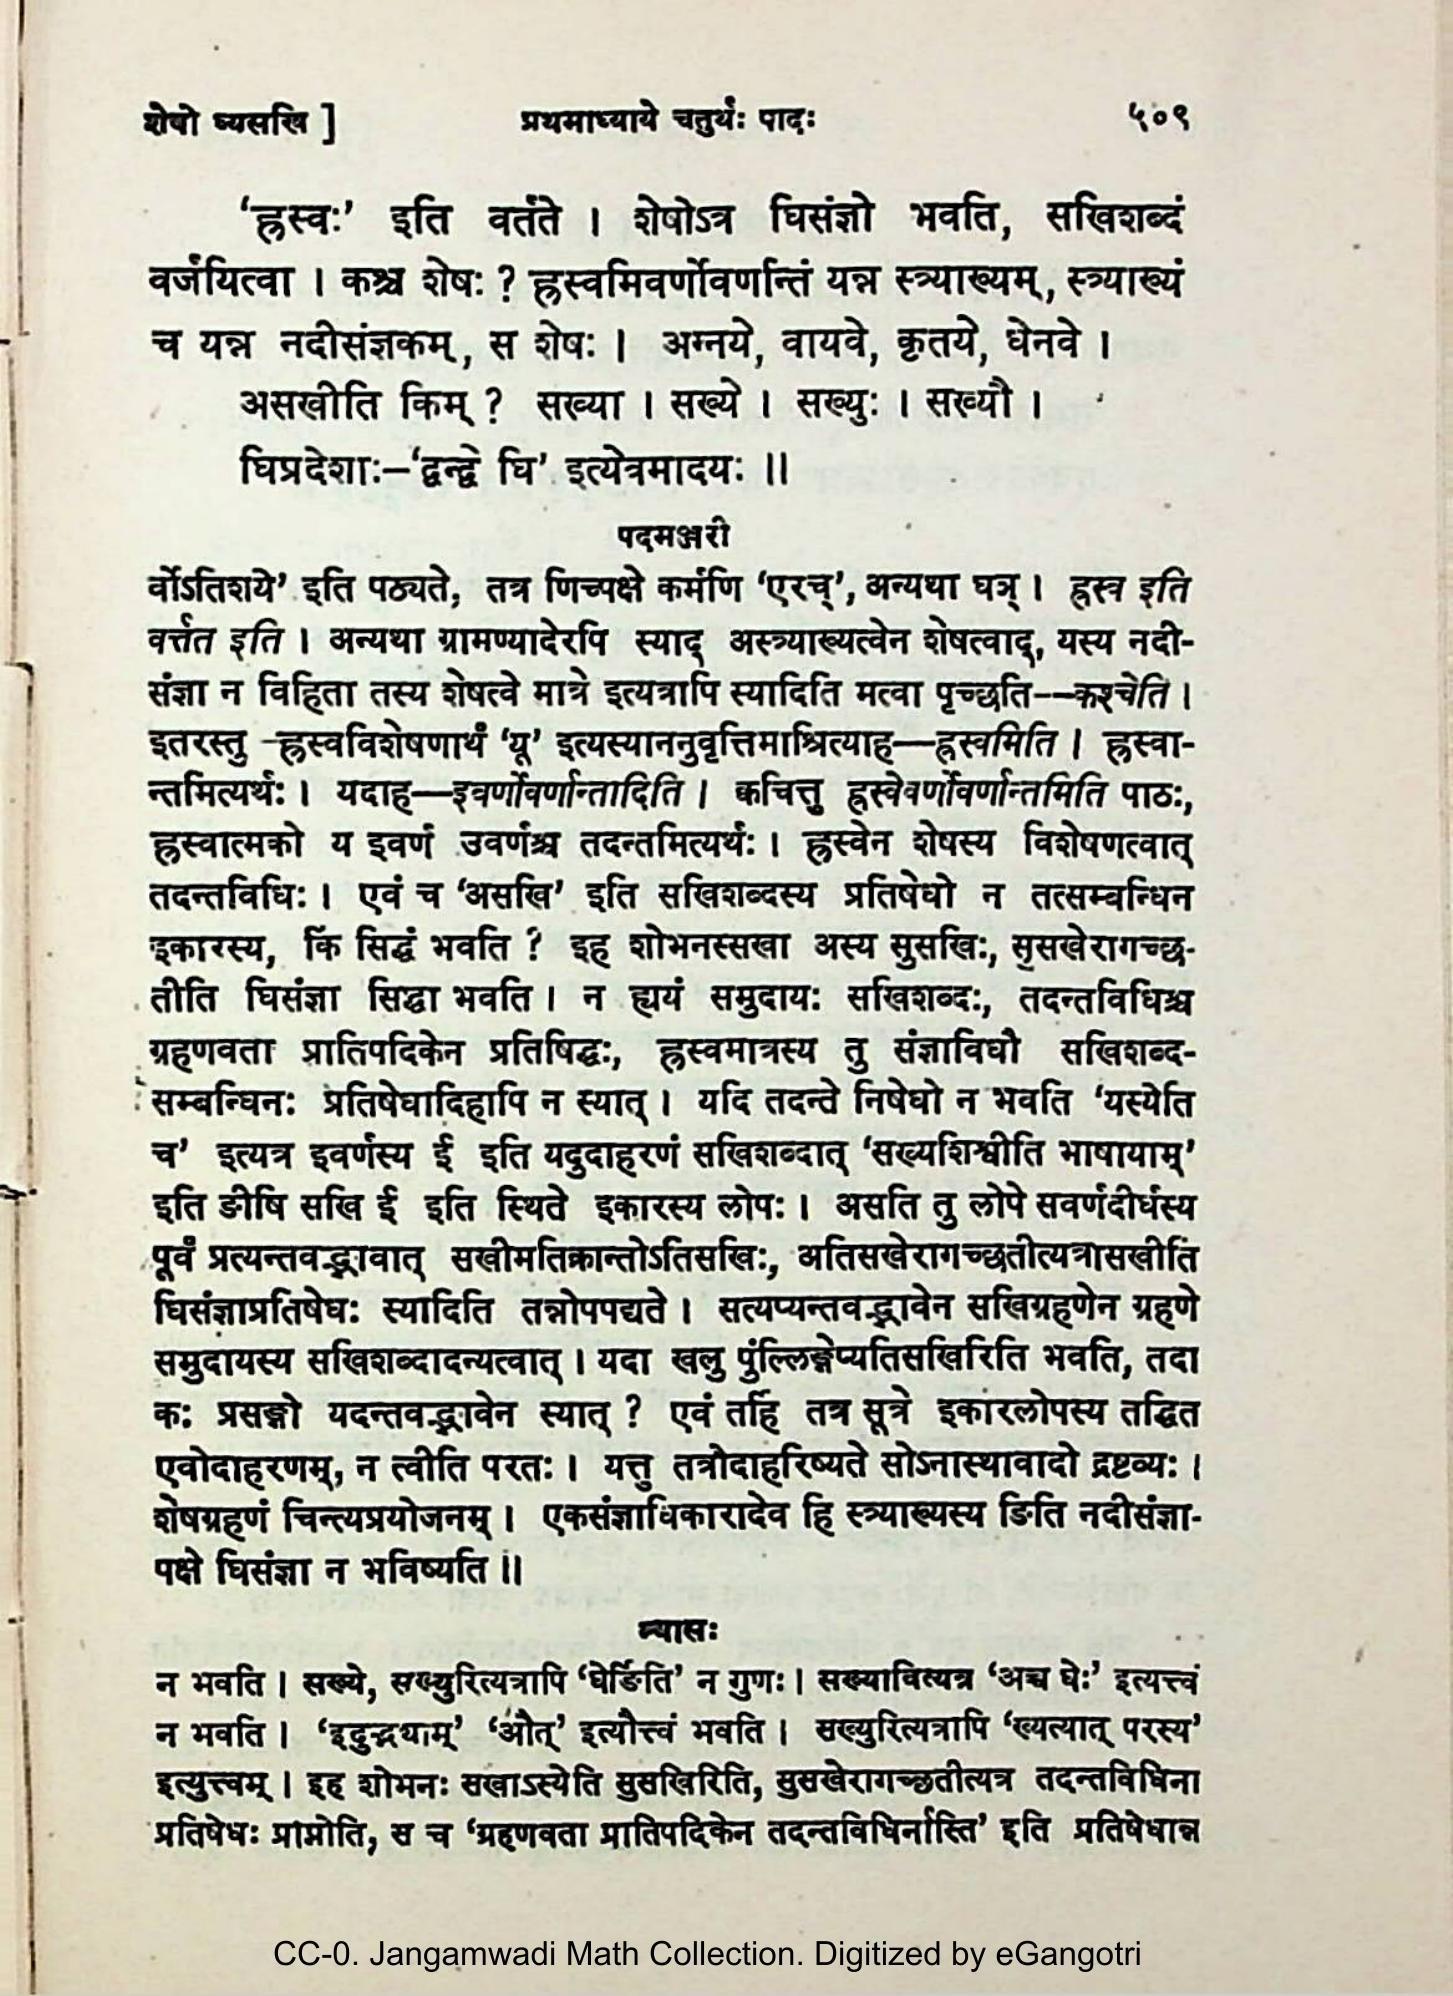 शेषो घ्यसखि ]
प्रथमाध्याये चतुर्थः पादः
५०९
‘ह्रस्वः’ इति वर्तते । शेषोऽत्र घिसंज्ञो भवति, सखिशब्दं
वर्जयित्वा । कश्च शेषः ? ह्रस्वमिवर्णोवर्णान्तं यन्न स्त्र्याख्यम्, स्त्र्याख्यं
च यन्न नदीसंज्ञकम्, स शेषः । अग्नये, वायवे, कृतये, धेनवे ।
असखीति किम् ? सख्या । सख्ये । सख्युः । सख्यौ ।
घिप्रदेशाः–‘द्वन्द्वे घि’ इत्येत्रमादयः ॥
पदमञ्जरी
र्वोऽतिशये’ इति पठ्यते, तत्र णिच्पक्षे कर्मणि ‘एरच्’, अन्यथा घञ् । ह्रस्व इति
वर्त्तत इति । अन्यथा ग्रामण्यादेरपि स्याद् अस्त्र्याख्यत्वेन शेषत्वाद्, यस्य नदी-
संज्ञा न विहिता तस्य शेषत्वे मात्रे इत्यत्रापि स्यादिति मत्वा पृच्छति––कश्चेति ।
इतरस्तु –ह्रस्वविशेषणार्थं ‘यू’ इत्यस्याननुवृत्तिमाश्रित्याह—ह्रस्वमिति । ह्रस्वा-
न्तमित्यर्थः । यदाह—इवर्णोवर्णान्तादिति । क्वचित्तु ह्रस्वेवर्णोवर्णान्तमिति पाठः,
ह्रस्वात्मको य इवर्ण उवर्णश्च तदन्तमित्यर्थः । ह्रस्वेन शेषस्य विशेषणत्वात्
तदन्तविधिः । एवं च ‘असखि’ इति सखिशब्दस्य प्रतिषेधो न तत्सम्बन्धिन
इकारस्य, किं सिद्धं भवति ? इह शोभनस्सखा अस्य सुसखिः, सुसखेरागच्छ-
तीति घिसंज्ञा सिद्धा भवति । न ह्ययं समुदायः सखिशब्दः, तदन्तविधिश्च
ग्रहणवता प्रातिपदिकेन प्रतिषिद्धः, ह्रस्वमात्रस्य तु संज्ञाविधौ सखिशब्द-
सम्बन्धिनः प्रतिषेधादिहापि न स्यात् । यदि तदन्ते निषेधो न भवति ‘यस्येति
च’ इत्यत्र इवर्णस्य ई इति यदुदाहरणं सखिशब्दात् ‘सख्यशिश्वीति भाषायाम्’
इति ङीषि सखि ई इति स्थिते इकारस्य लोपः । असति तु लोपे सवर्णदीर्घस्य
पूर्वं प्रत्यन्तवद्भावात् सखीमतिक्रान्तोऽतिसखिः, अतिसखेरागच्छतीत्यत्रासखीति
घिसंज्ञाप्रतिषेधः स्यादिति तन्नोपपद्यते । सत्यप्यन्तवद्भावेन सखिग्रहणेन ग्रहणे
समुदायस्य सखिशब्दादन्यत्वात् । यदा खलु पुंल्लिङ्गेप्यतिसखिरिति भवति, तदा
कः प्रसङ्गो यदन्तवद्भावेन स्यात् ? एवं तर्हि तत्र सूत्रे इकारलोपस्य तद्धित
एवोदाहरणम्, न त्वीति परतः । यत्तु तत्रोदाहरिष्यते सोऽनास्थावादो द्रष्टव्यः ।
शेषग्रहणं चिन्त्यप्रयोजनम् । एकसंज्ञाधिकारादेव हि स्त्र्याख्यस्य ङिति नदीसंज्ञा-
पक्षे घिसंज्ञा न भविष्यति ॥
न्यासः
न भवति । सख्ये, सख्युरित्यत्रापि ‘घेर्ङिति’ न गुणः । सख्यावित्यत्र ‘अच्च घेः’ इत्यत्त्वं
न भवति । ‘इदुद्भ्याम्’ ‘औत्’ इत्यौत्त्वं भवति । सख्युरित्यत्रापि ‘ख्यत्यात् परस्य’
इत्युत्त्वम् । इह शोभनः सखाऽस्येति सुसखिरिति, सुसखेरागच्छतीत्यत्र तदन्तविधिना
प्रतिषेधः प्राप्नोति, स च ‘ग्रहणवता प्रातिपदिकेन तदन्तविधिर्नास्ति’ इति प्रतिषेधान्न
CC-0. Jangamwadi Math Collection. Digitized by eGangotri